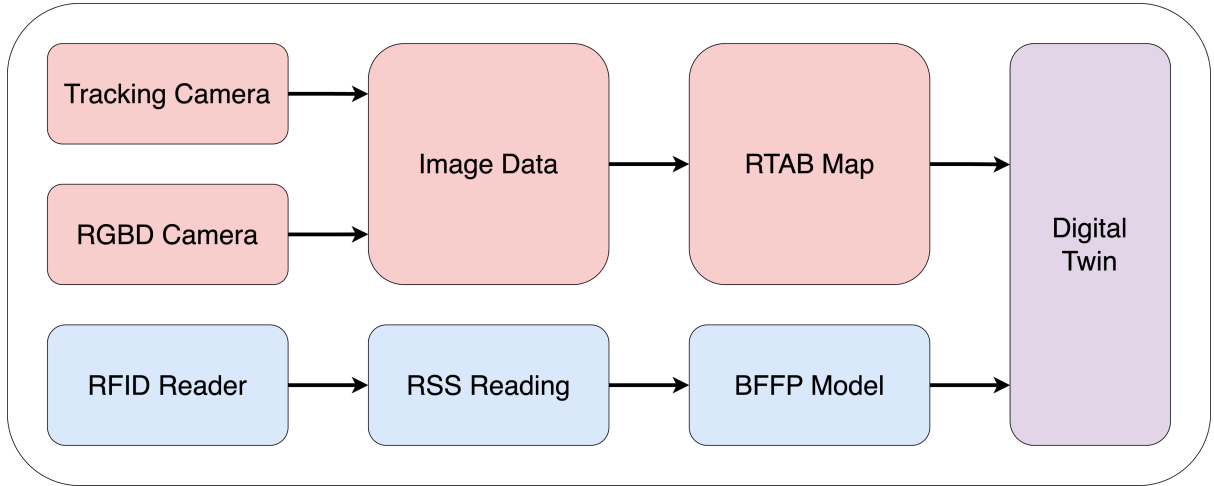 Tracking Camera
RGBD Camera
Image Data
RTAB Map
Digital
Twin
RFID Reader
RSS Reading
BFFP Model